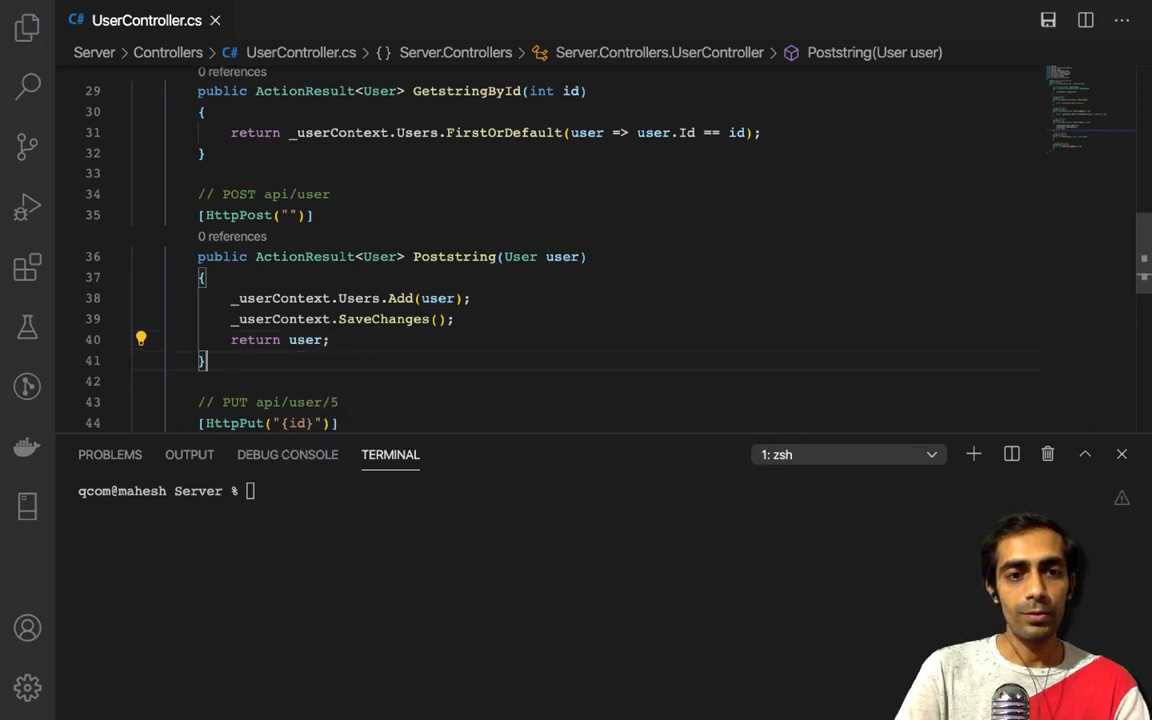 C# UserController.cs
Server > Controllers > C# UserController.cs > {} Server.Controllers > Server.Controllers.UserController > Poststring(User user)
0 references
29 public ActionResult<User> GetstringById(int id)
30 {
31 return _userContext.Users.FirstOrDefault(user => user.Id == id);
32 }
33
34 // POST api/user
35 [HttpPost("")]
0 references
36 public ActionResult<User> Poststring(User user)
37 {
38 _userContext.Users.Add(user);
39 _userContext.SaveChanges();
40 return user;
41 }
42
43 // PUT api/user/5
44 [HttpPut("{id}")]
PROBLEMS OUTPUT DEBUG CONSOLE TERMINAL 1: zsh
qcom@mahesh Server %